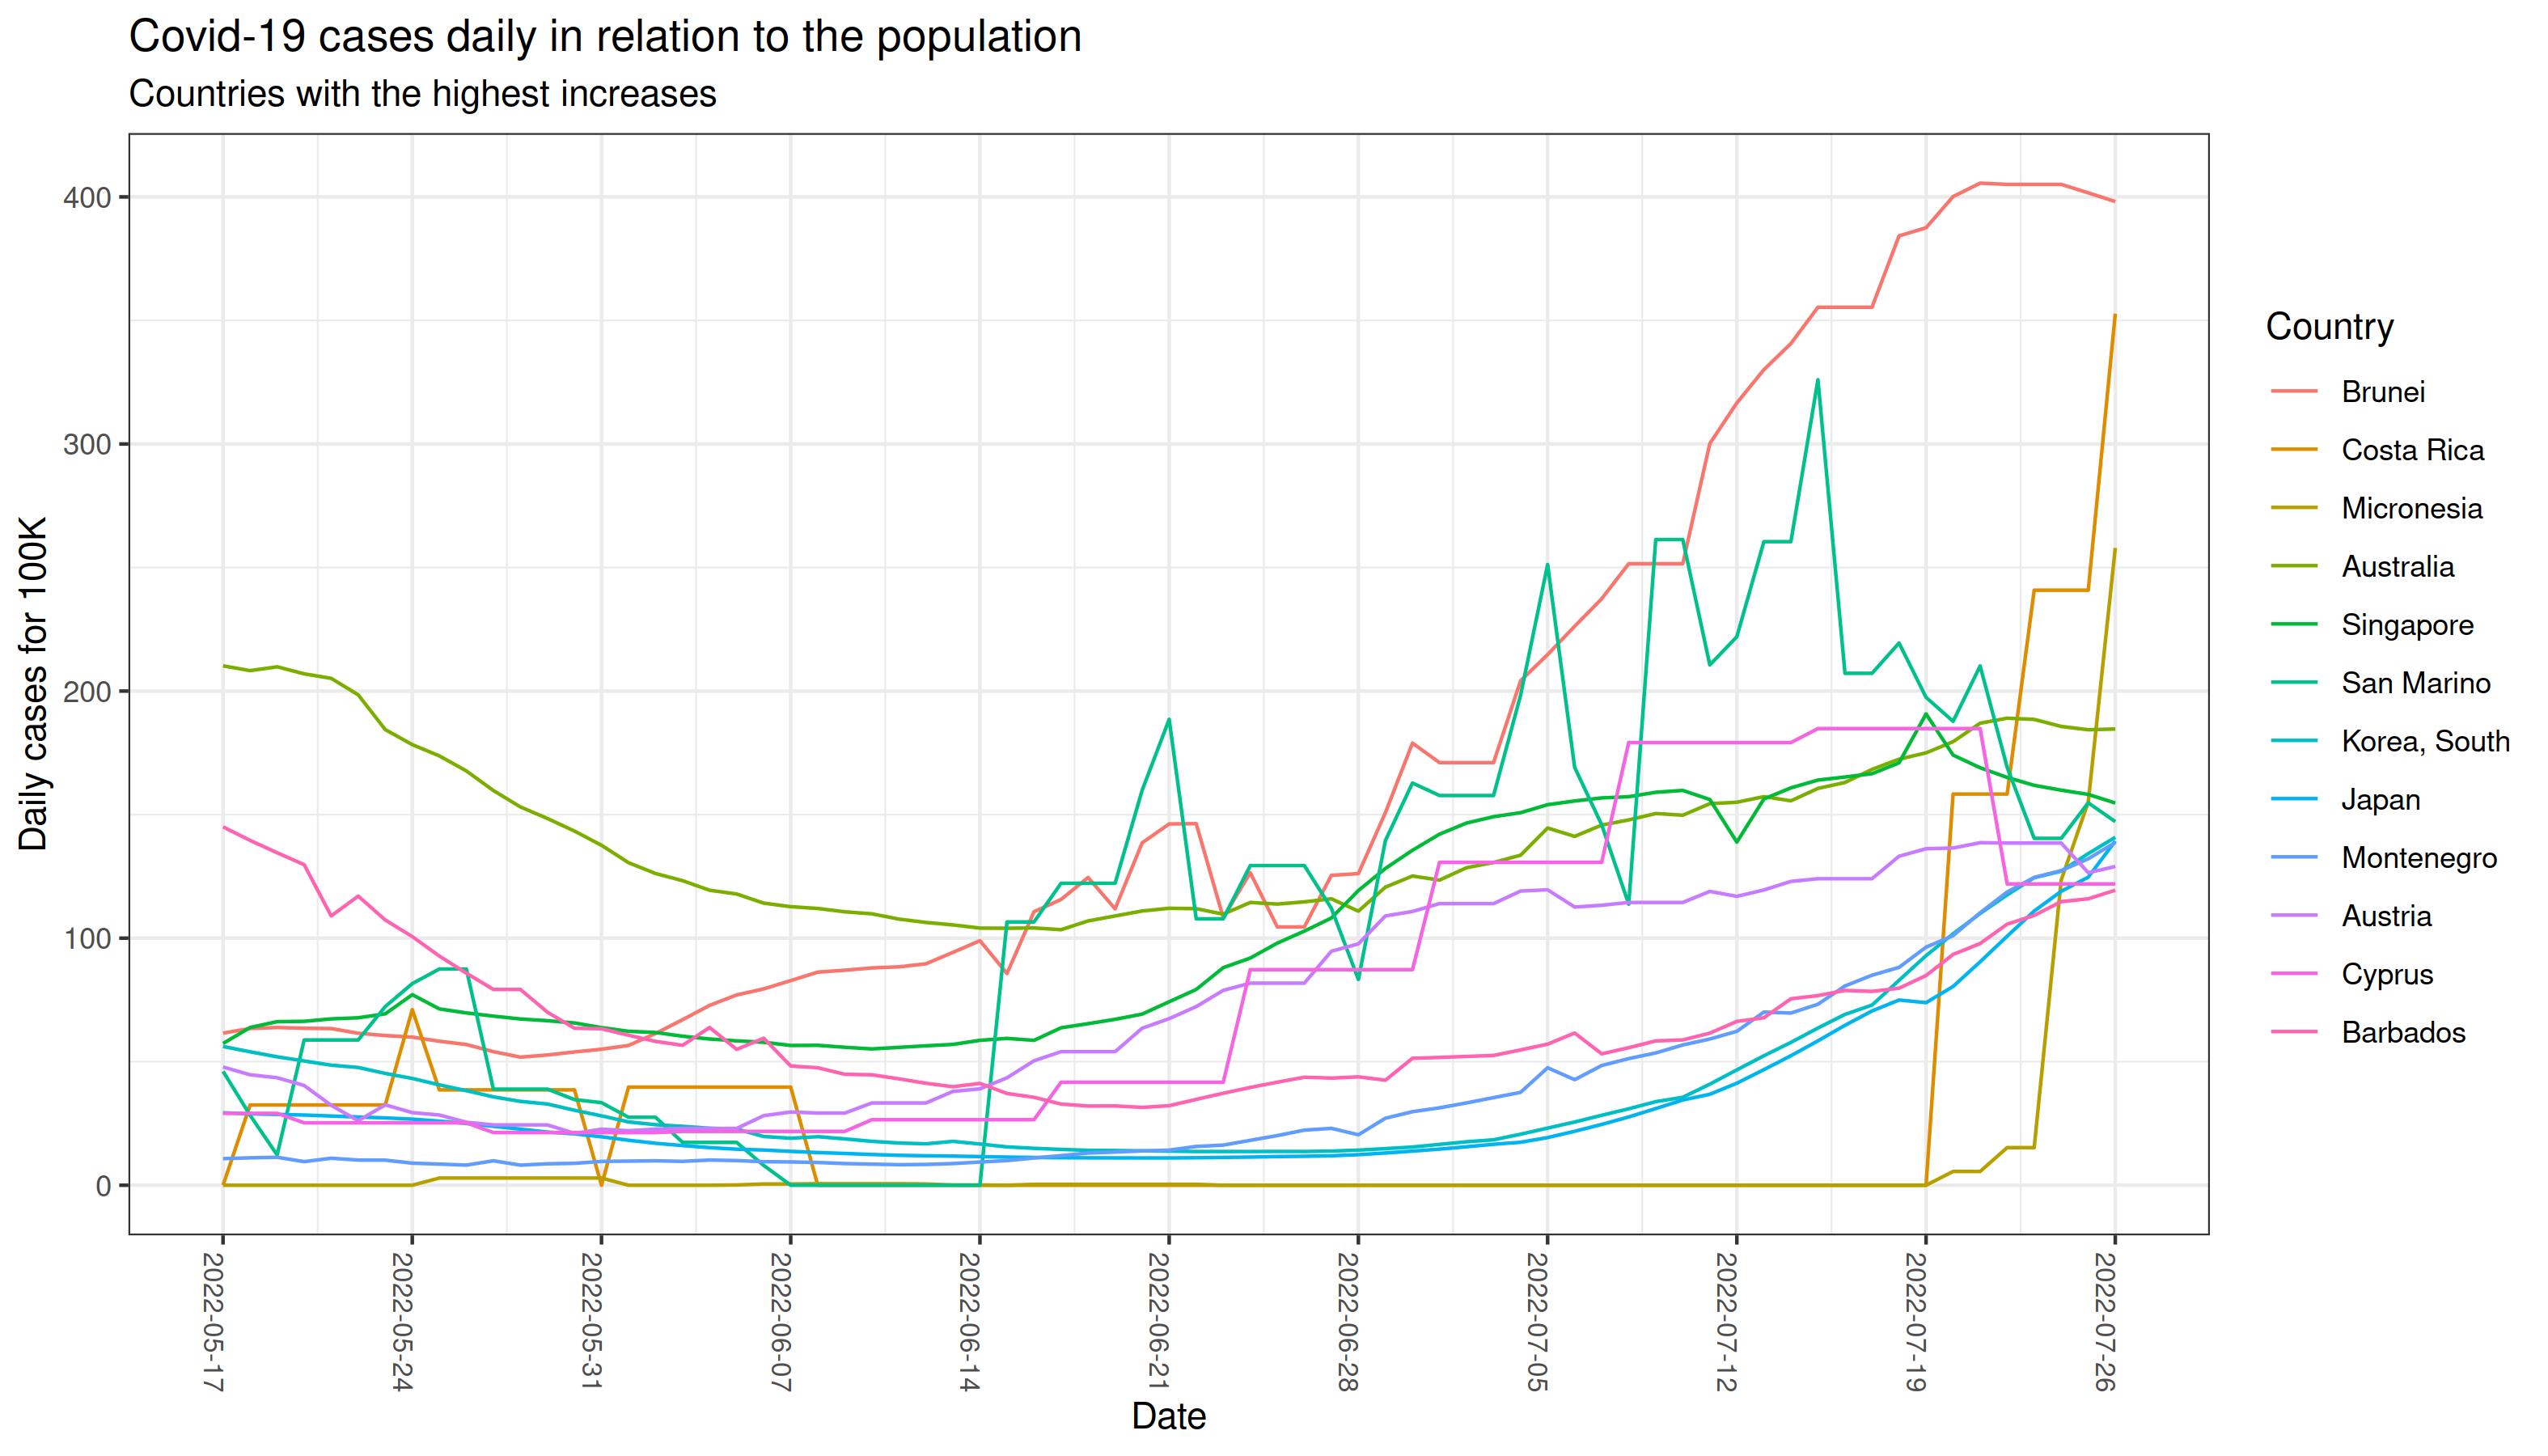 Covid-19 cases daily in relation to the population
Countries with the highest increases
Daily cases for 100K
400
300
200
100
0
2022-05-17
2022-05-24
2022-05-31
2022-06-07
2022-06-14
2022-06-21
2022-06-28
2022-07-05
2022-07-12
2022-07-19
2022-07-26
Date
Country
Brunei
Costa Rica
Micronesia
Australia
Singapore
San Marino
Korea, South
Japan
Montenegro
Austria
Cyprus
Barbados